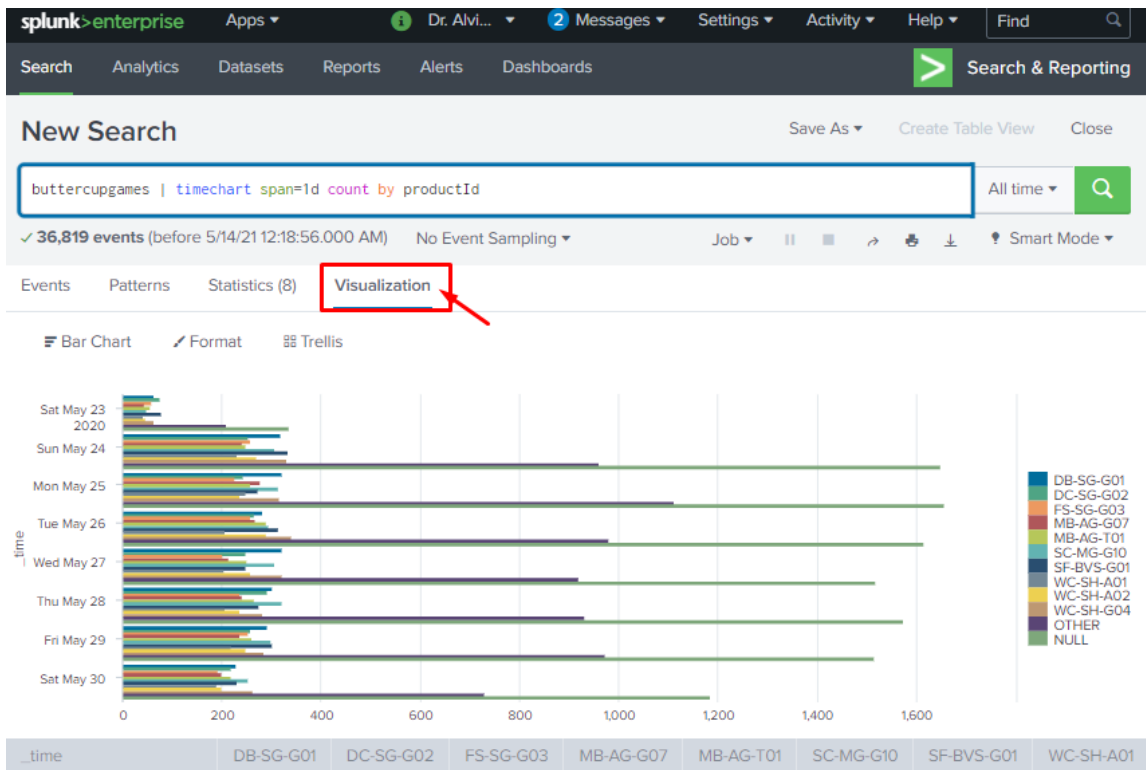 splunk>enterprise Apps Dr. Alvi... 2 Messages Settings Activity Help Find
Search Analytics Datasets Reports Alerts Dashboards > Search & Reporting
New Search Save As Create Table View Close
buttercupgames | timechart span=1d count by productId All time
✓ 36,819 events (before 5/14/21 12:18:56.000 AM) No Event Sampling Job Smart Mode
Events Patterns Statistics (8) Visualization
Bar Chart Format Trellis
_time
Sat May 23
2020
Sun May 24
Mon May 25
Tue May 26
Wed May 27
Thu May 28
Fri May 29
Sat May 30
0 200 400 600 800 1,000 1,200 1,400 1,600
DB-SG-G01
DC-SG-G02
FS-SG-G03
MB-AG-G07
MB-AG-T01
SC-MG-G10
SF-BVS-G01
WC-SH-A01
WC-SH-A02
WC-SH-G04
OTHER
NULL
_time DB-SG-G01 DC-SG-G02 FS-SG-G03 MB-AG-G07 MB-AG-T01 SC-MG-G10 SF-BVS-G01 WC-SH-A01